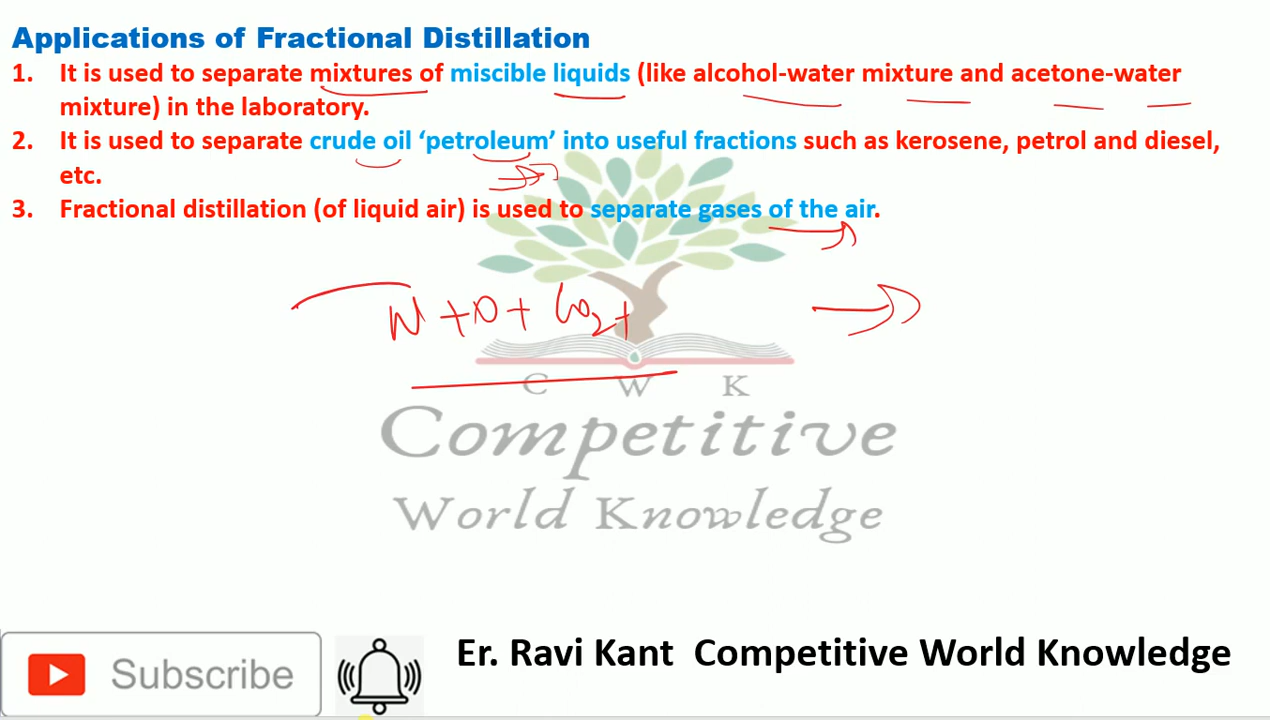 Applications of Fractional Distillation
1. It is used to separate mixtures of miscible liquids (like alcohol-water mixture and acetone-water
mixture) in the laboratory.
2. It is used to separate crude oil ‘petroleum’ into useful fractions such as kerosene, petrol and diesel,
etc.
3. Fractional distillation (of liquid air) is used to separate gases of the air.
N + O + CO2 +
C W K
Competitive
World Knowledge
Subscribe
Er. Ravi Kant Competitive World Knowledge